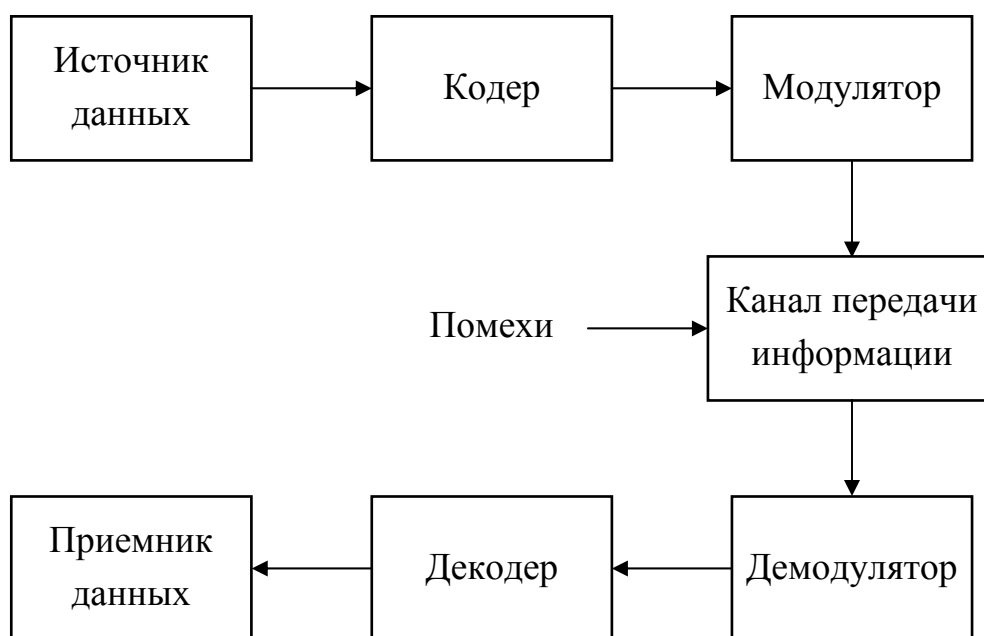 Источник
данных
Кодер
Модулятор
Помехи
Канал передачи
информации
Приемник
данных
Декодер
Демодулятор